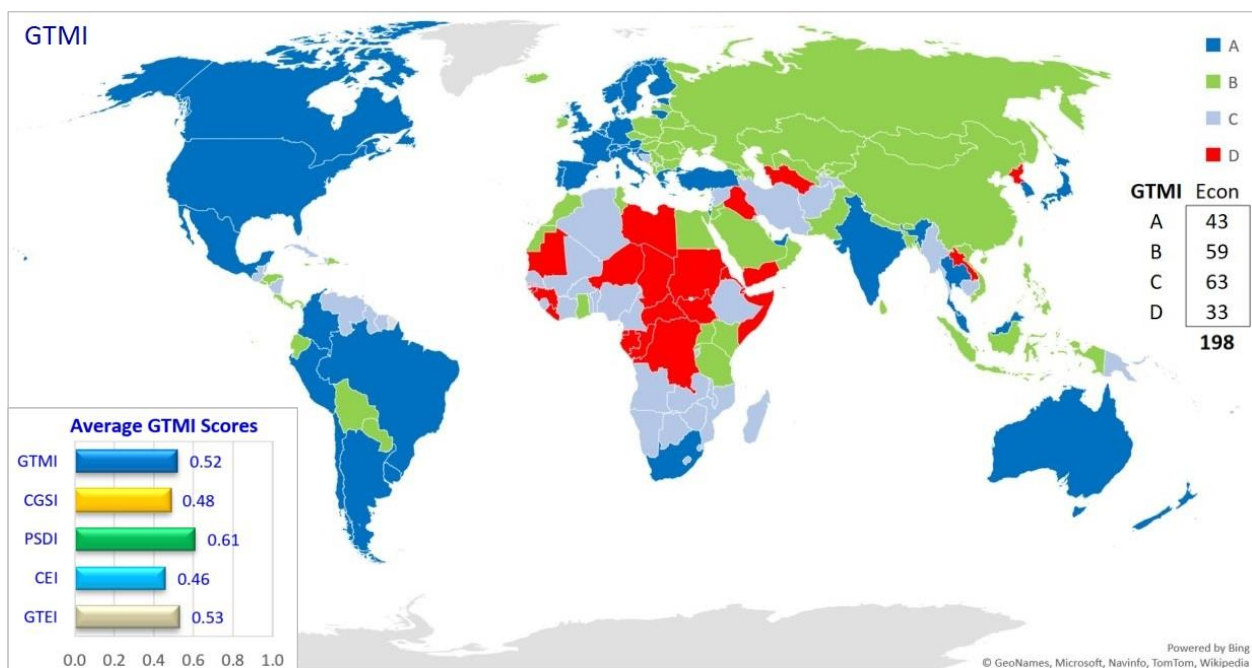 GTMI
A
B
C
D
GTMI Econ
A 43
B 59
C 63
D 33
198
Average GTMI Scores
GTMI 0.52
CGSI 0.48
PSDI 0.61
CEI 0.46
GTEI 0.53
0.0 0.2 0.4 0.6 0.8 1.0
Powered by Bing
© GeoNames, Microsoft, Navinfo, TomTom, Wikipedia